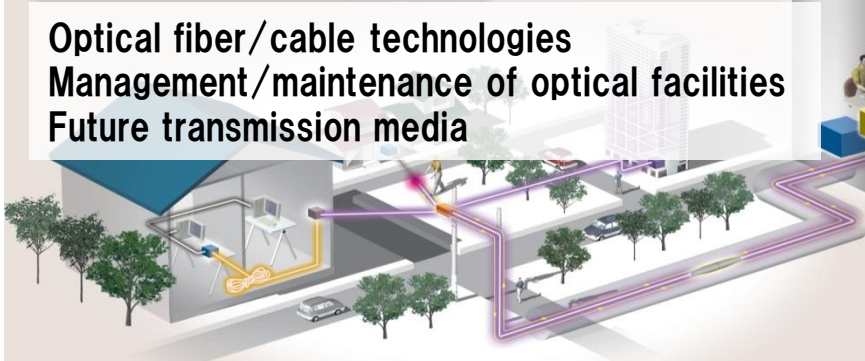 Optical fiber/cable technologies
Management/maintenance of optical facilities
Future transmission media